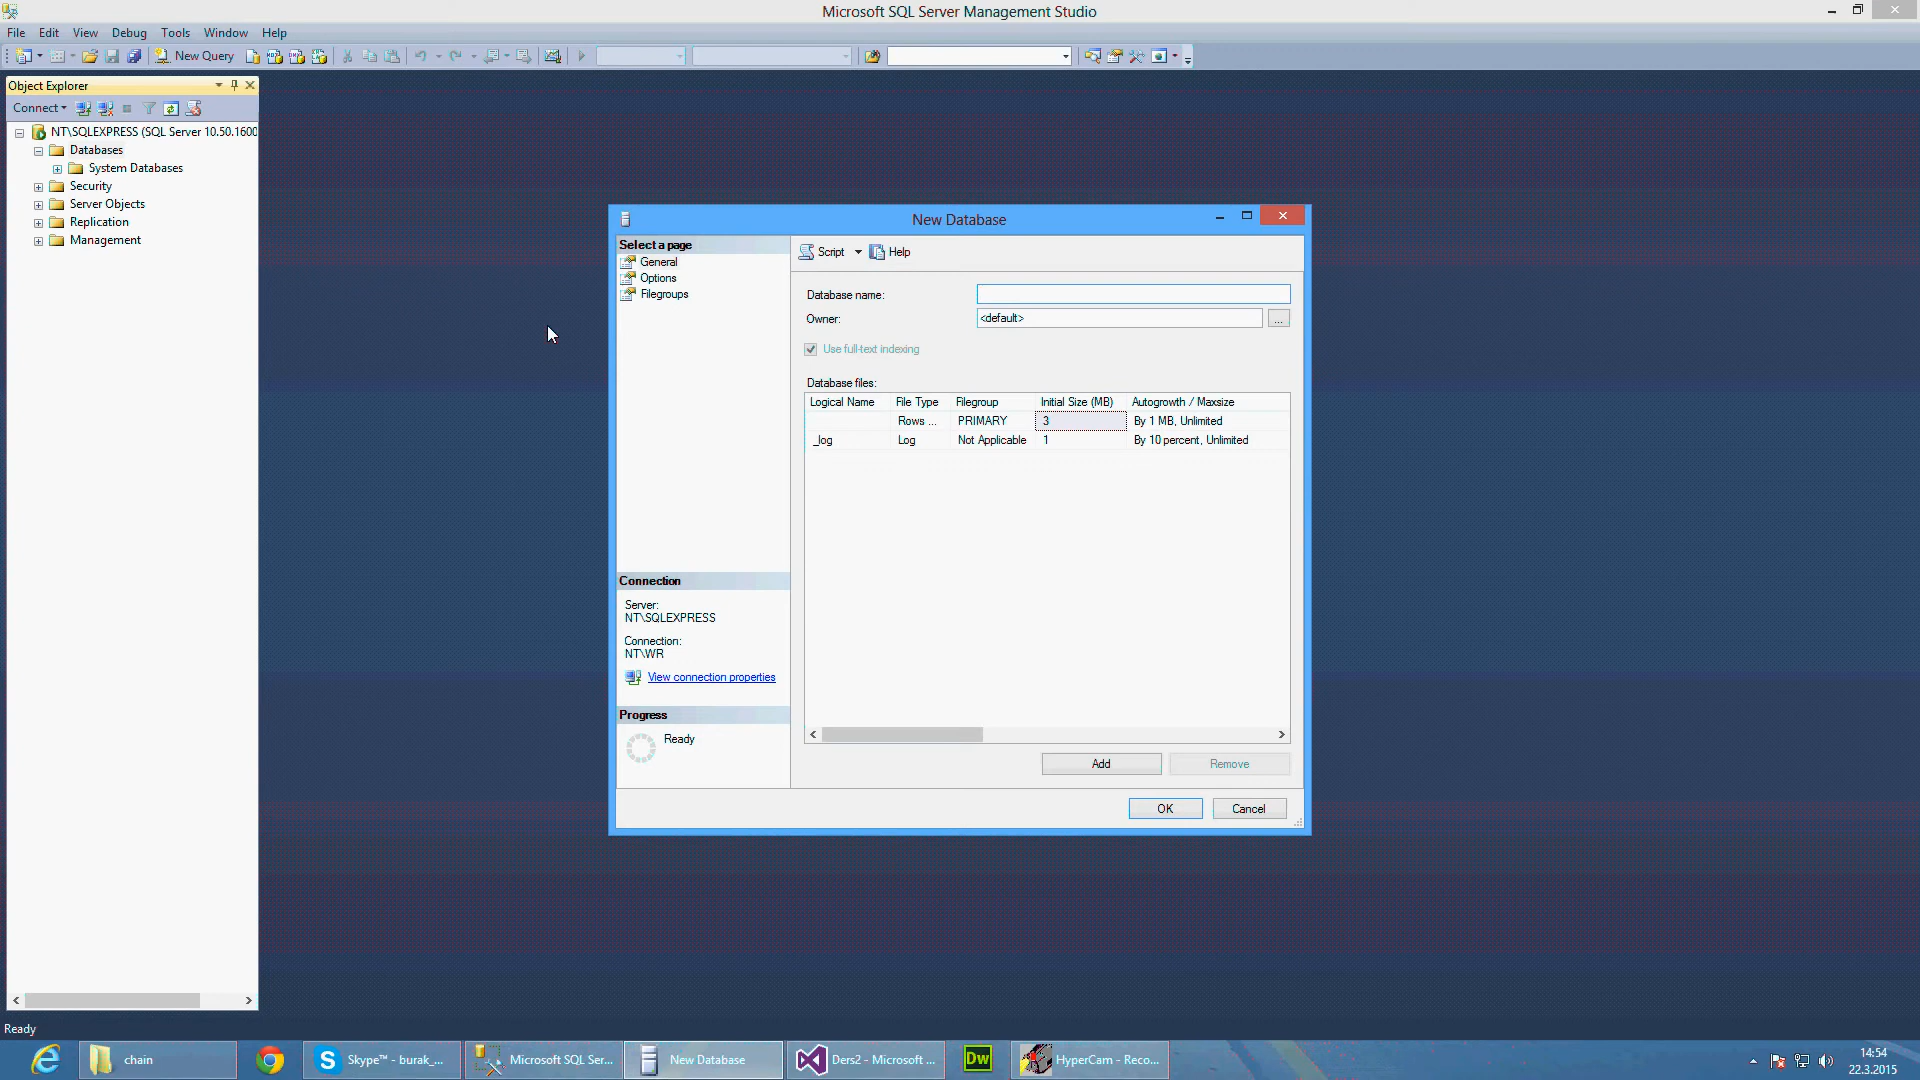 Microsoft SQL Server Management Studio
File Edit View Debug Tools Window Help
New Query
Object Explorer
Connect
NT\SQLEXPRESS (SQL Server 10.50.1600
Databases
System Databases
Security
Server Objects
Replication
Management
New Database
Select a page
General
Options
Filegroups
Script Help
Database name:
Owner: <default> ...
Use full-text indexing
Database files:
Logical Name File Type Filegroup Initial Size (MB) Autogrowth / Maxsize
Rows ... PRIMARY 3 By 1 MB, Unlimited
_log Log Not Applicable 1 By 10 percent, Unlimited
Connection
Server:
NT\SQLEXPRESS
Connection:
NT\WR
View connection properties
Progress
Ready
Add Remove
OK Cancel
Ready
chain
Skype™ - burak_...
Microsoft SQL Ser...
New Database
Ders2 - Microsoft ...
Dw
HyperCam - Reco...
14:54
22.3.2015